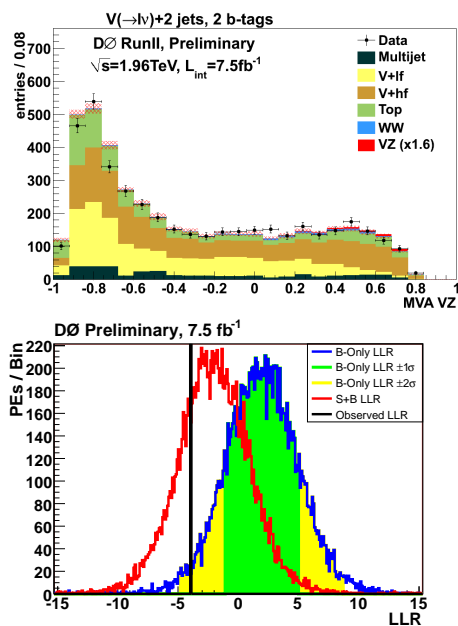 V(→lν)+2 jets, 2 b-tags
entries/ 0.08
700
600
500
400
300
200
100
0
DØ RunII, Preliminary
√s=1.96TeV, L_int=7.5fb⁻¹
Data
Multijet
V+lf
V+hf
Top
WW
VZ (x1.6)
-1 -0.8 -0.6 -0.4 -0.2 0 0.2 0.4 0.6 0.8 1
MVA VZ
DØ Preliminary, 7.5 fb⁻¹
PEs / Bin
220
200
180
160
140
120
100
80
60
40
20
0
B-Only LLR
B-Only LLR ±1σ
B-Only LLR ±2σ
S+B LLR
Observed LLR
-15 -10 -5 0 5 10 15
LLR